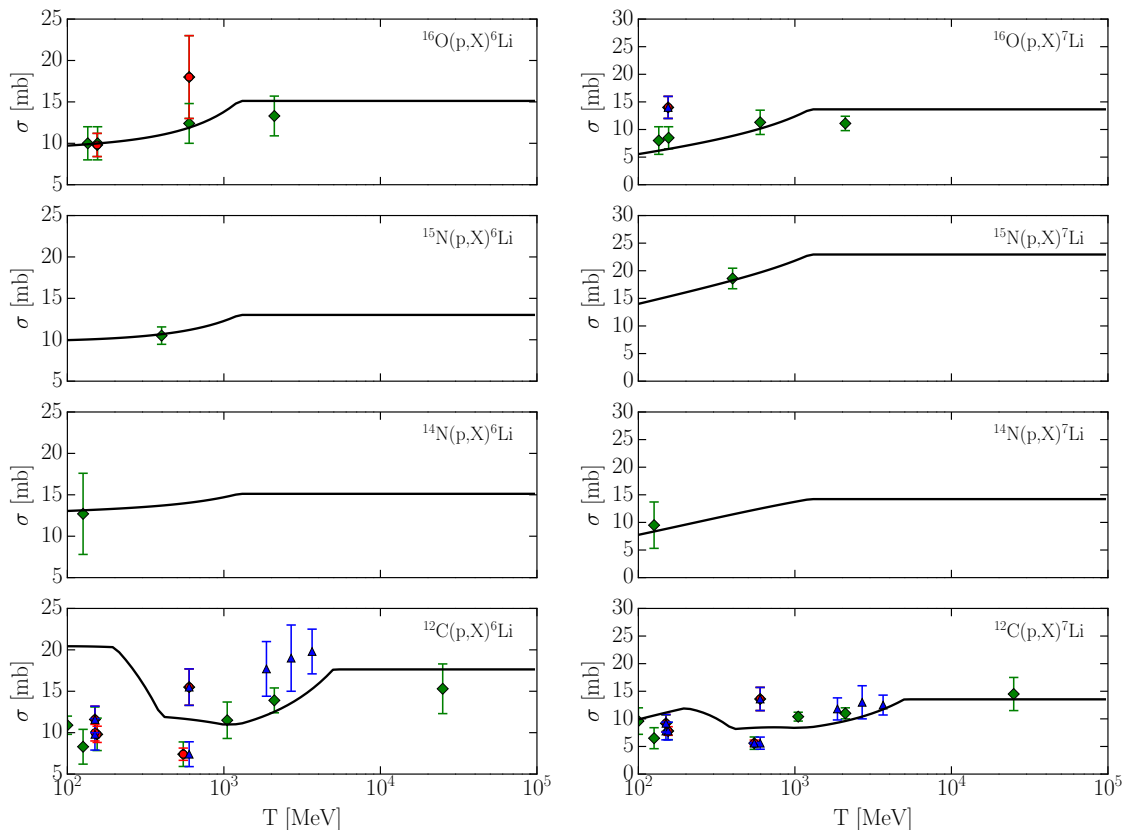 25
20
15
10
5
σ [mb]
¹⁶O(p,X)⁶Li
30
25
20
15
10
5
0
σ [mb]
¹⁶O(p,X)⁷Li
25
20
15
10
5
σ [mb]
¹⁵N(p,X)⁶Li
30
25
20
15
10
5
0
σ [mb]
¹⁵N(p,X)⁷Li
25
20
15
10
5
σ [mb]
¹⁴N(p,X)⁶Li
30
25
20
15
10
5
0
σ [mb]
¹⁴N(p,X)⁷Li
25
20
15
10
5
σ [mb]
¹²C(p,X)⁶Li
10² 10³ 10⁴ 10⁵
T [MeV]
30
25
20
15
10
5
0
σ [mb]
¹²C(p,X)⁷Li
10² 10³ 10⁴ 10⁵
T [MeV]